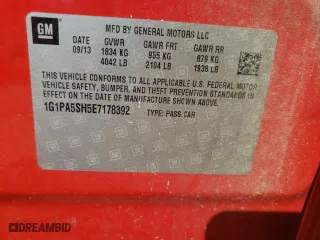 GM
MFD BY GENERAL MOTORS LLC
DATE GVWR GAWR FRT GAWR RR
09/13 1834 KG 955 KG 879 KG
4042 LB 2104 LB 1938 LB
THIS VEHICLE CONFORMS TO ALL APPLICABLE U.S. FEDERAL MOTOR
VEHICLE SAFETY, BUMPER, AND THEFT PREVENTION STANDARDS IN
EFFECT ON THE DATE OF MANUFACTURE SHOWN ABOVE.
1G1PA5SH5E7178392 TYPE: PASS CAR
DREAMBID